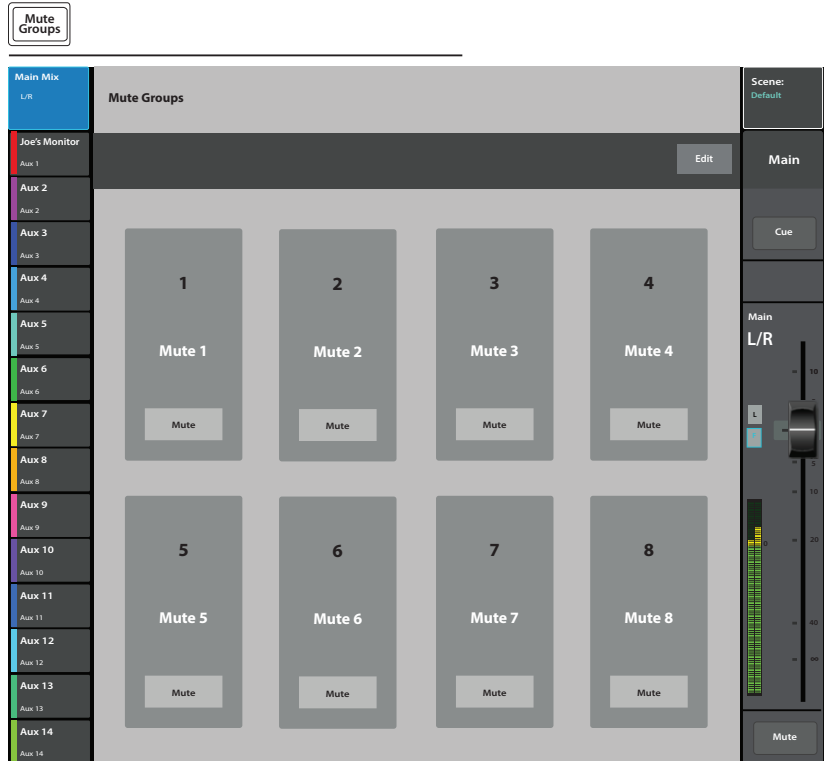 Mute
Groups
Main Mix
L/R
Joe's Monitor
Aux 1
Aux 2
Aux 2
Aux 3
Aux 3
Aux 4
Aux 4
Aux 5
Aux 5
Aux 6
Aux 6
Aux 7
Aux 7
Aux 8
Aux 8
Aux 9
Aux 9
Aux 10
Aux 10
Aux 11
Aux 11
Aux 12
Aux 12
Aux 13
Aux 13
Aux 14
Aux 14
Mute Groups
Edit
1
Mute 1
Mute
2
Mute 2
Mute
3
Mute 3
Mute
4
Mute 4
Mute
5
Mute 5
Mute
6
Mute 6
Mute
7
Mute 7
Mute
8
Mute 8
Mute
Scene:
Default
Main
Cue
Main
L/R
10
L
5
10
0
20
40
Mute